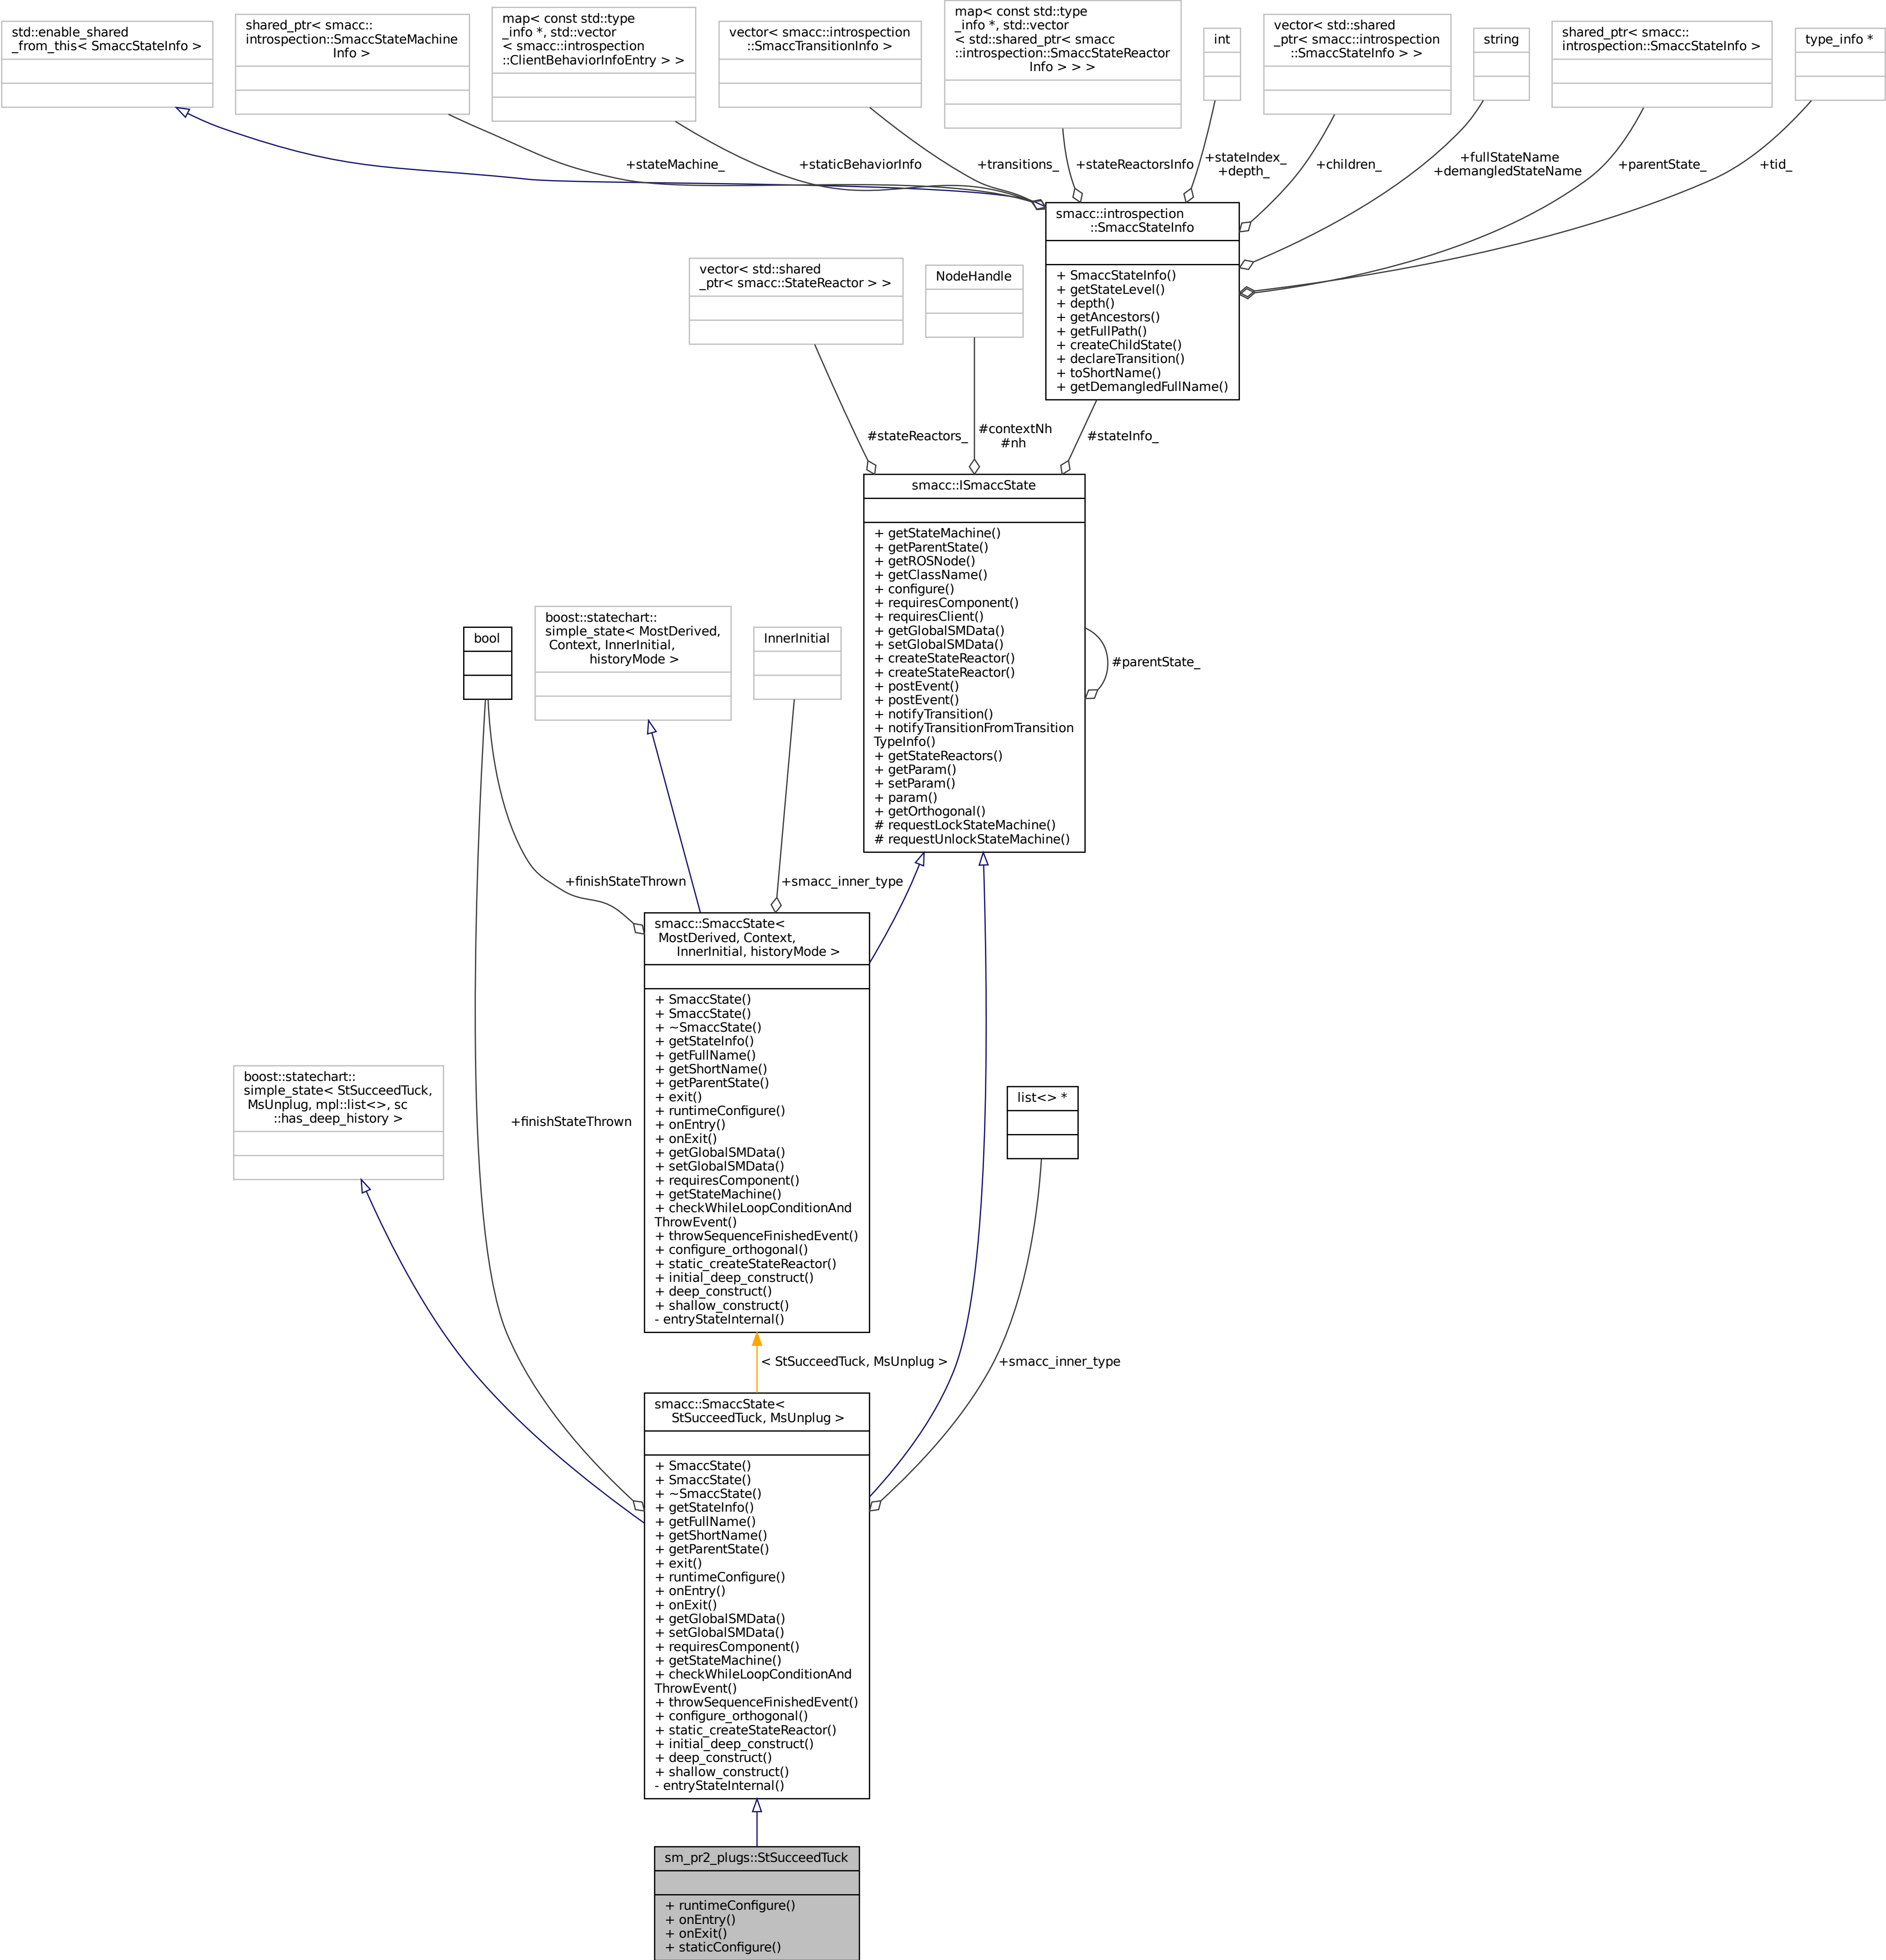 std::enable_shared
_from_this< SmaccStateInfo >
shared_ptr< smacc::
introspection::SmaccStateMachine
Info >
map< const std::type
_info *, std::vector
< smacc::introspection
::ClientBehaviorInfoEntry > >
vector< smacc::introspection
::SmaccTransitionInfo >
map< const std::type
_info *, std::vector
< std::shared_ptr< smacc
::introspection::SmaccStateReactor
Info > > >
int
vector< std::shared
_ptr< smacc::introspection
::SmaccStateInfo > >
string
shared_ptr< smacc::
introspection::SmaccStateInfo >
type_info *
+stateMachine_
+staticBehaviorInfo
+transitions_
+stateReactorsInfo
+stateIndex_
+depth_
+children_
+fullStateName
+demangledStateName
+parentState_
+tid_
smacc::introspection
::SmaccStateInfo
+ SmaccStateInfo()
+ getStateLevel()
+ depth()
+ getAncestors()
+ getFullPath()
+ createChildState()
+ declareTransition()
+ toShortName()
+ getDemangledFullName()
vector< std::shared
_ptr< smacc::StateReactor > >
NodeHandle
#stateReactors_
#contextNh
#nh
#stateInfo_
smacc::ISmaccState
+ getStateMachine()
+ getParentState()
+ getROSNode()
+ getClassName()
+ configure()
+ requiresComponent()
+ requiresClient()
+ getGlobalSMData()
+ setGlobalSMData()
+ createStateReactor()
+ createStateReactor()
+ postEvent()
+ postEvent()
+ notifyTransition()
+ notifyTransitionFromTransition
TypeInfo()
+ getStateReactors()
+ getParam()
+ setParam()
+ param()
+ getOrthogonal()
# requestLockStateMachine()
# requestUnlockStateMachine()
#parentState_
bool
boost::statechart::
simple_state< MostDerived,
Context, InnerInitial,
historyMode >
InnerInitial
+finishStateThrown
+smacc_inner_type
smacc::SmaccState<
MostDerived, Context,
InnerInitial, historyMode >
+ SmaccState()
+ SmaccState()
+ ~SmaccState()
+ getStateInfo()
+ getFullName()
+ getShortName()
+ getParentState()
+ exit()
+ runtimeConfigure()
+ onEntry()
+ onExit()
+ getGlobalSMData()
+ setGlobalSMData()
+ requiresComponent()
+ getStateMachine()
+ checkWhileLoopConditionAnd
ThrowEvent()
+ throwSequenceFinishedEvent()
+ configure_orthogonal()
+ static_createStateReactor()
+ initial_deep_construct()
+ deep_construct()
+ shallow_construct()
- entryStateInternal()
boost::statechart::
simple_state< StSucceedTuck,
MsUnplug, mpl::list<>, sc
::has_deep_history >
+finishStateThrown
list<> *
< StSucceedTuck, MsUnplug >
+smacc_inner_type
smacc::SmaccState<
StSucceedTuck, MsUnplug >
+ SmaccState()
+ SmaccState()
+ ~SmaccState()
+ getStateInfo()
+ getFullName()
+ getShortName()
+ getParentState()
+ exit()
+ runtimeConfigure()
+ onEntry()
+ onExit()
+ getGlobalSMData()
+ setGlobalSMData()
+ requiresComponent()
+ getStateMachine()
+ checkWhileLoopConditionAnd
ThrowEvent()
+ throwSequenceFinishedEvent()
+ configure_orthogonal()
+ static_createStateReactor()
+ initial_deep_construct()
+ deep_construct()
+ shallow_construct()
- entryStateInternal()
sm_pr2_plugs::StSucceedTuck
+ runtimeConfigure()
+ onEntry()
+ onExit()
+ staticConfigure()